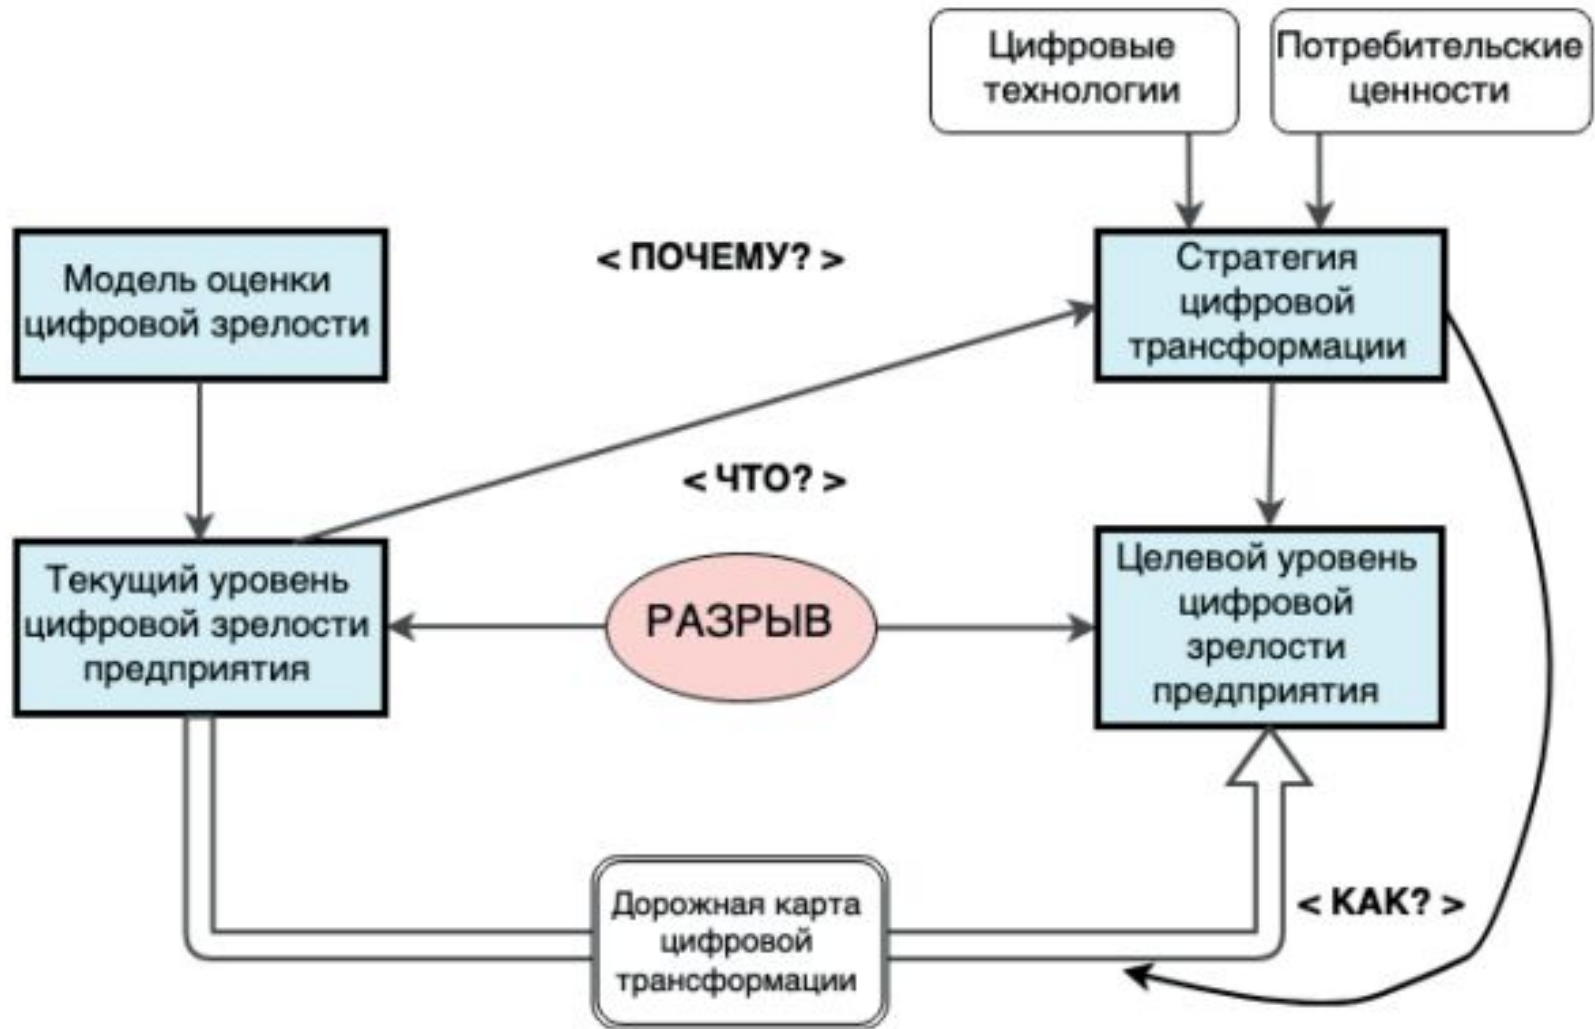 Цифровые
технологии
Потребительские
ценности
< ПОЧЕМУ? >
Модель оценки
цифровой зрелости
Стратегия
цифровой
трансформации
< ЧТО? >
Текущий уровень
цифровой зрелости
предприятия
РАЗРЫВ
Целевой уровень
цифровой
зрелости
предприятия
Дорожная карта
цифровой
трансформации
< КАК? >